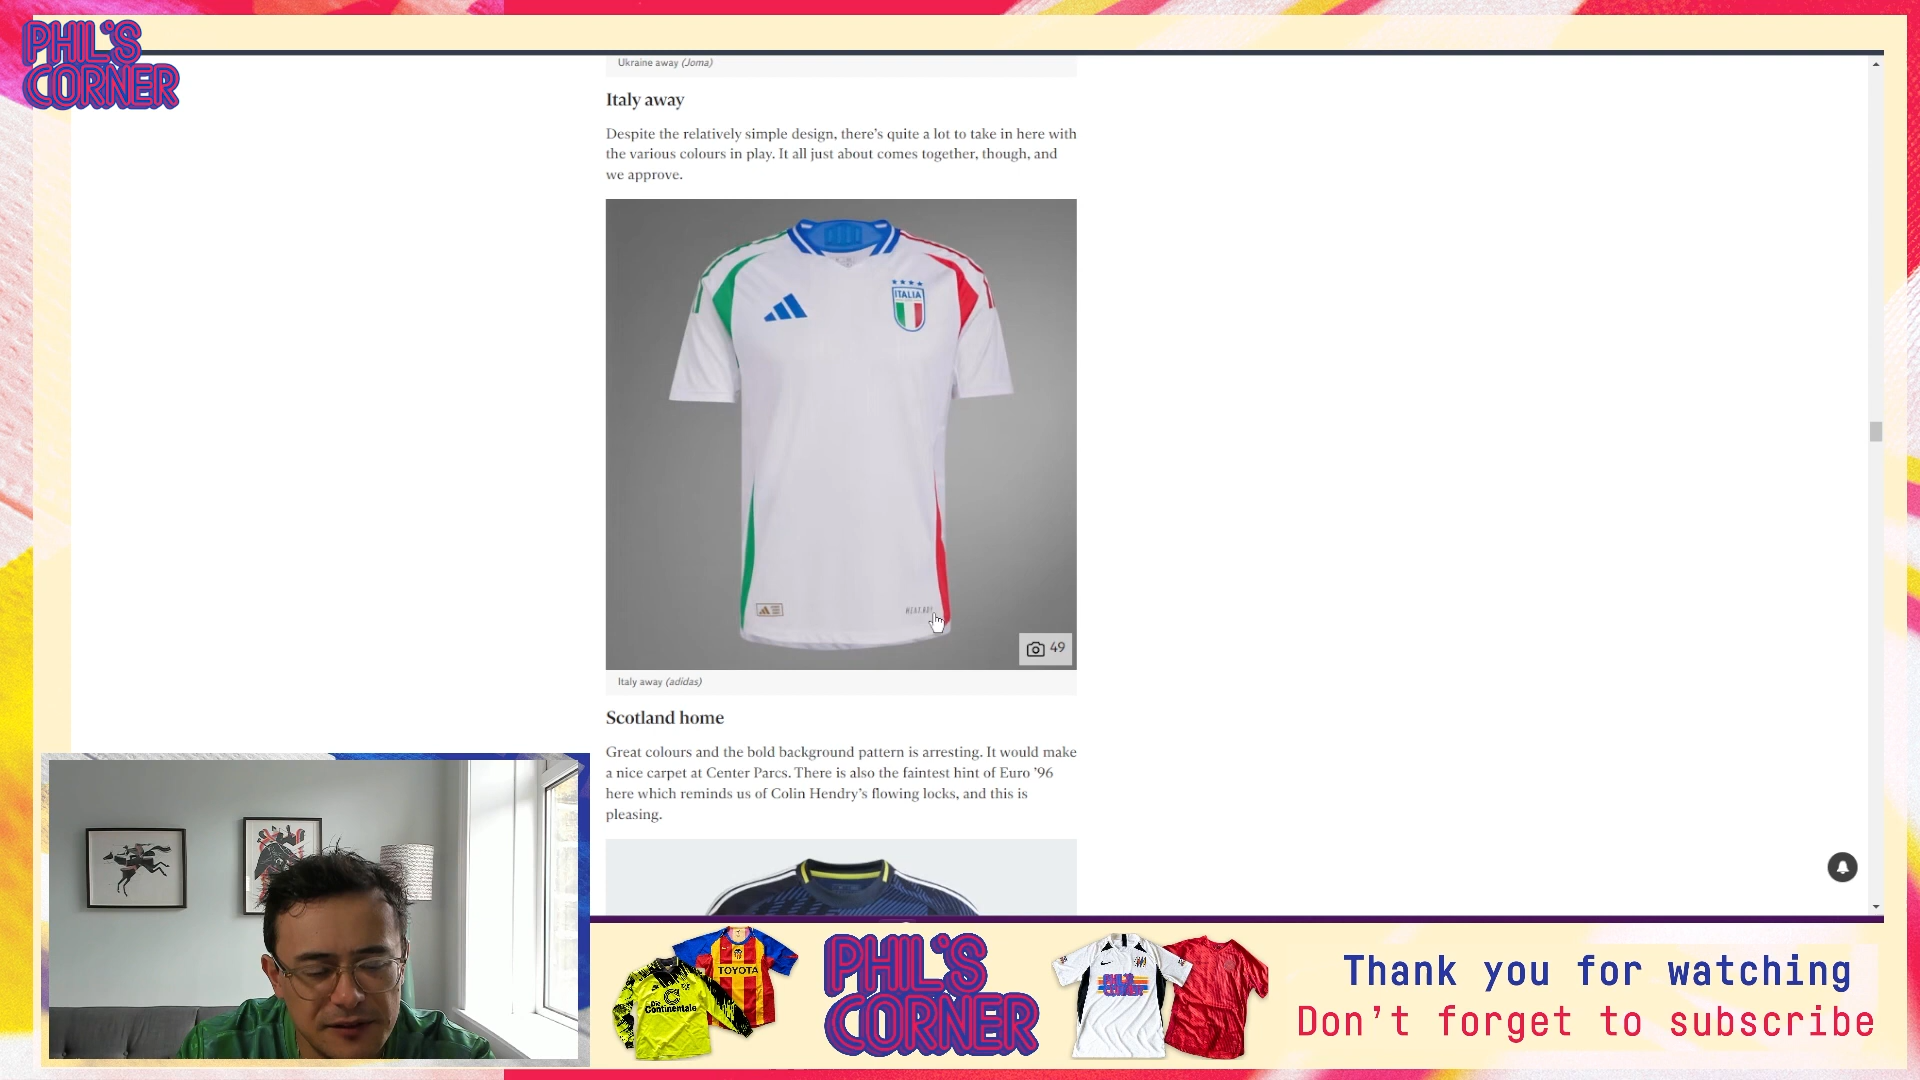 PHIL'S
CORNER
Ukraine away (Joma)
Italy away
Despite the relatively simple design, there's quite a lot to take in here with
the various colours in play. It all just about comes together, though, and
we approve.
ITALIA
49
Italy away (adidas)
Scotland home
Great colours and the bold background pattern is arresting. It would make
a nice carpet at Center Parcs. There is also the faintest hint of Euro '96
here which reminds us of Colin Hendry's flowing locks, and this is
pleasing.
TOYOTA
Die
Continentale
PHIL'S
CORNER
PHIL'S
CORNER
Thank you for watching
Don't forget to subscribe